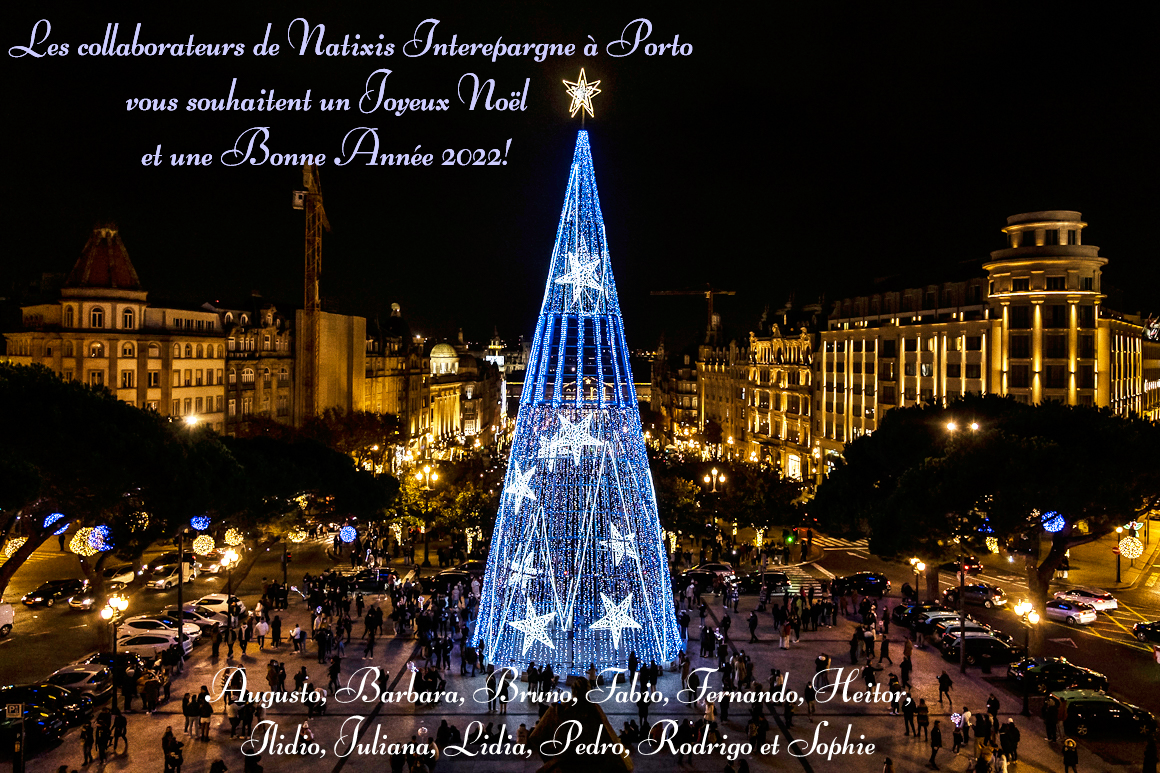 Les collaborateurs de Natixis Interepargne à Porto
vous souhaitent un Joyeux Noël
et une Bonne Année 2022!
Augusto, Barbara, Bruno, Fabio, Fernando, Heitor,
Ilidio, Juliana, Lidia, Pedro, Rodrigo et Sophie